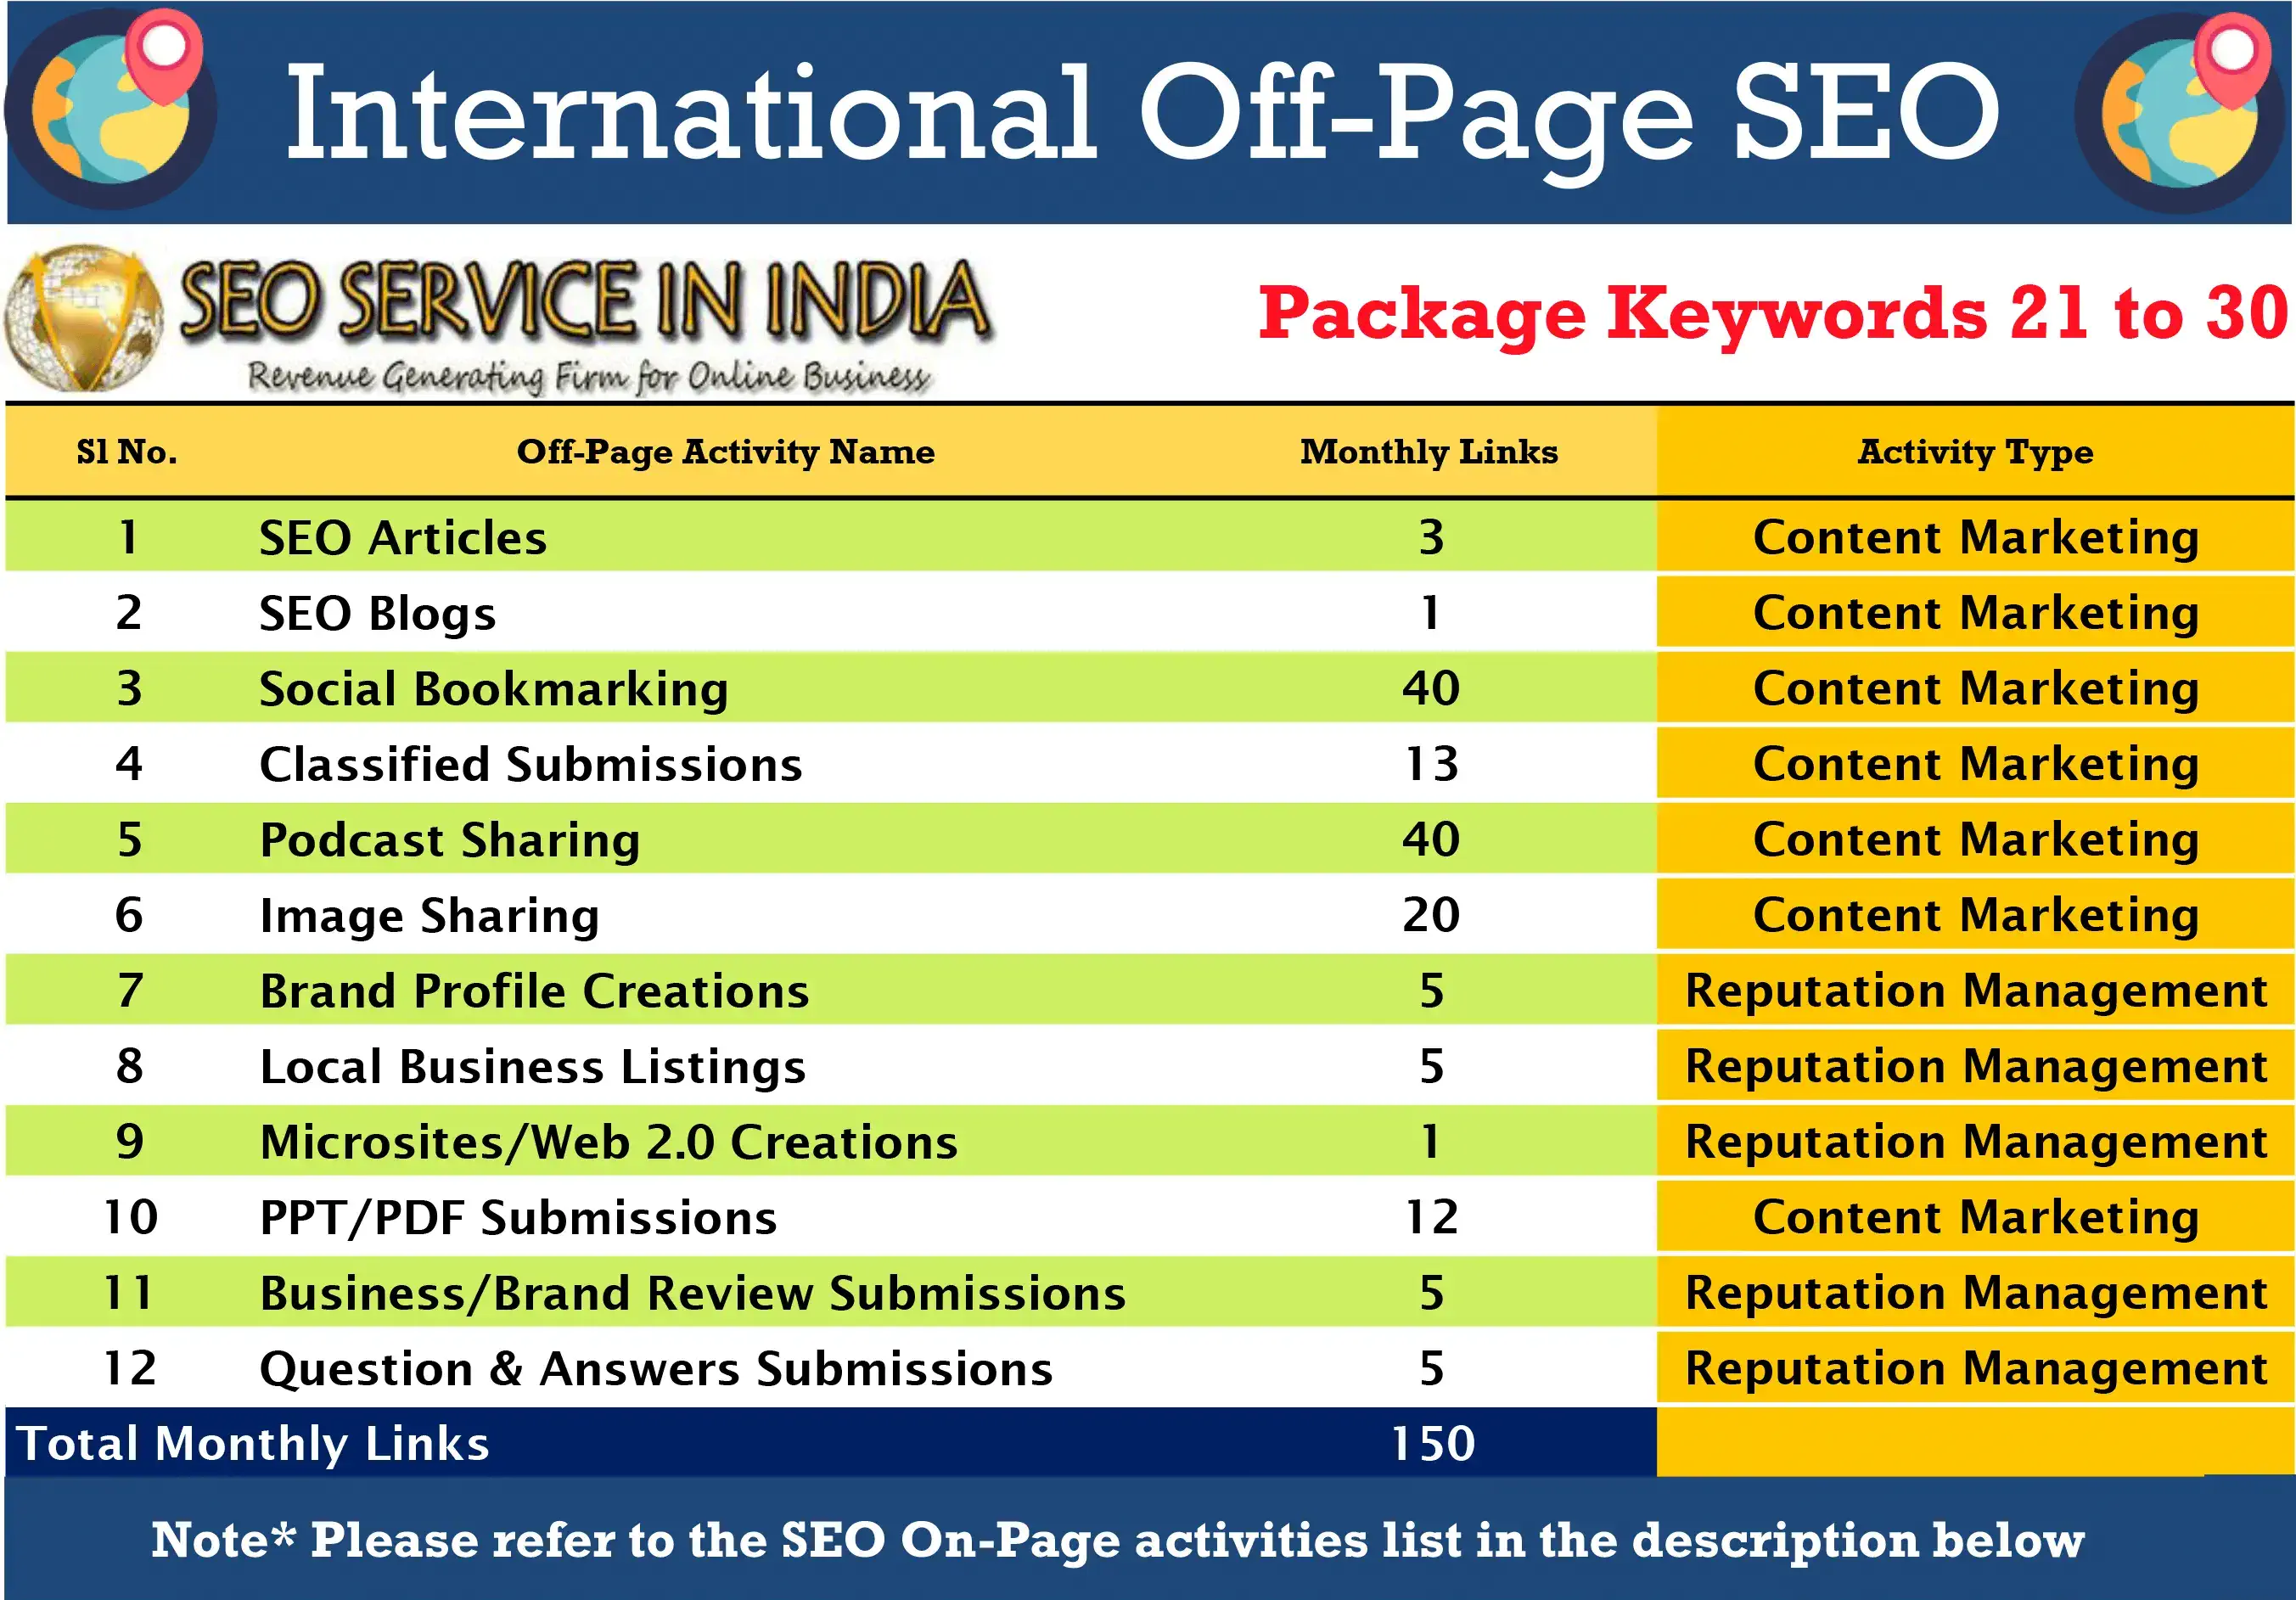 International Off-Page SEO
SEO SERVICE IN INDIA
Revenue Generating Firm for Online Business
Package Keywords 21 to 30
Sl No. Off-Page Activity Name Monthly Links Activity Type
1 SEO Articles 3 Content Marketing
2 SEO Blogs 1 Content Marketing
3 Social Bookmarking 40 Content Marketing
4 Classified Submissions 13 Content Marketing
5 Podcast Sharing 40 Content Marketing
6 Image Sharing 20 Content Marketing
7 Brand Profile Creations 5 Reputation Management
8 Local Business Listings 5 Reputation Management
9 Microsites/Web 2.0 Creations 1 Reputation Management
10 PPT/PDF Submissions 12 Content Marketing
11 Business/Brand Review Submissions 5 Reputation Management
12 Question & Answers Submissions 5 Reputation Management
Total Monthly Links 150
Note* Please refer to the SEO On-Page activities list in the description below